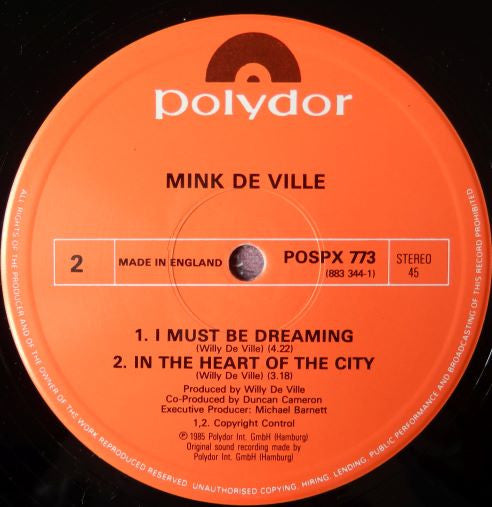 polydor
MINK DE VILLE
2
MADE IN ENGLAND
POSPX 773
(883 344-1)
STEREO
45
1. I MUST BE DREAMING
(Willy De Ville) (4.22)
2. IN THE HEART OF THE CITY
(Willy De Ville) (3.18)
Produced by Willy De Ville
Co-Produced by Duncan Cameron
Executive Producer: Michael Barnett
1,2. Copyright Control
℗ 1985 Polydor Int. GmbH (Hamburg)
Original sound recording made by
Polydor Int. GmbH (Hamburg)
ALL RIGHTS OF THE PRODUCER AND OF THE OWNER OF THE WORK REPRODUCED RESERVED. UNAUTHORISED COPYING, HIRING, LENDING, PUBLIC PERFORMANCE AND BROADCASTING OF THIS RECORD PROHIBITED